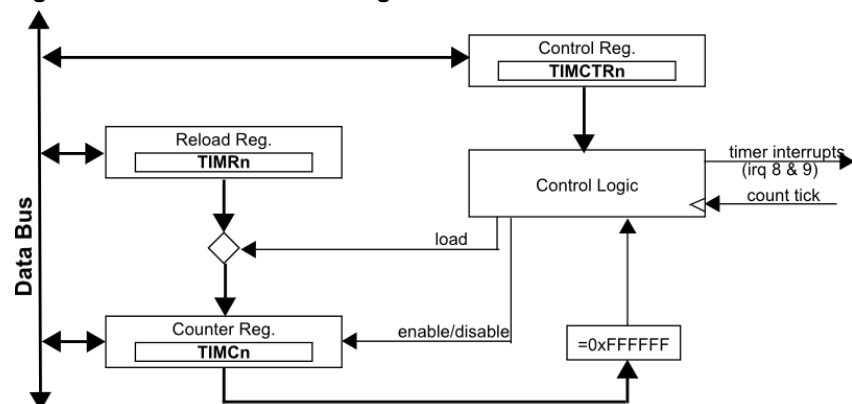 Control Reg.
TIMCTRn
Reload Reg.
TIMRn
timer interrupts
(irq 8 & 9)
Control Logic
count tick
load
Data Bus
Counter Reg.
enable/disable
TIMCn
=0xFFFFFF